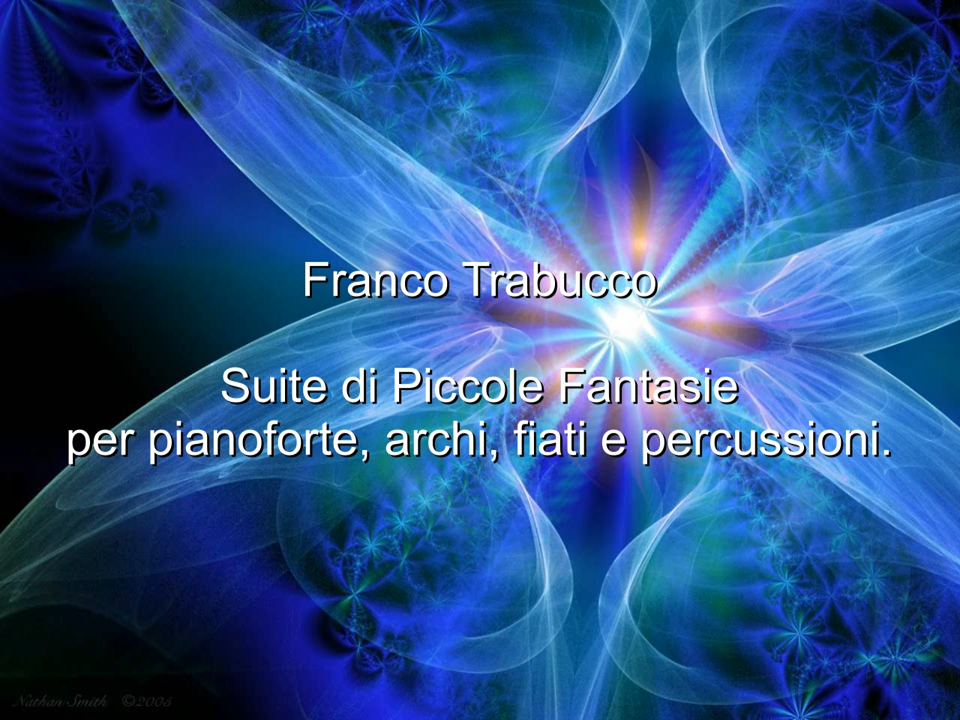 Franco Trabucco
Suite di Piccole Fantasie
per pianoforte, archi, fiati e percussioni.
Nathan Smith ©2005